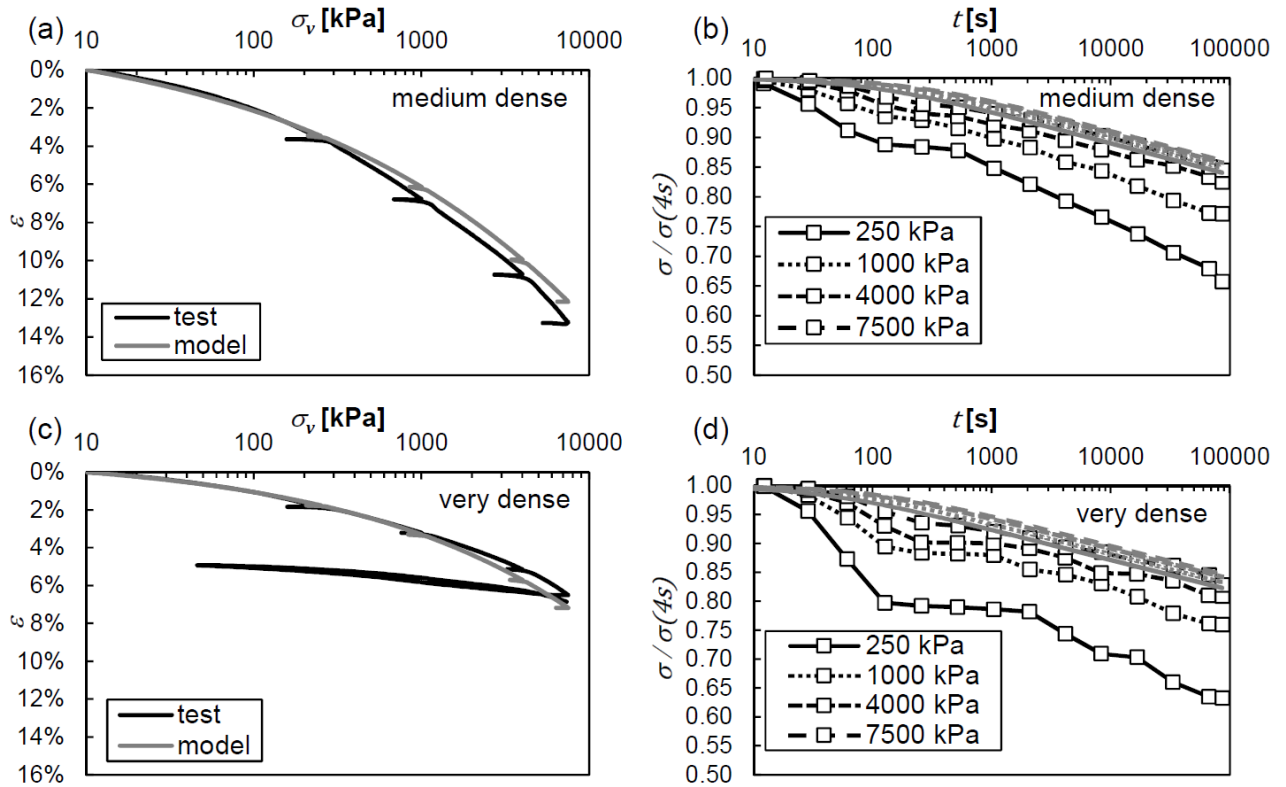 (a)
σv [kPa]
10 100 1000 10000
0%
2%
4%
6%
8%
10%
12%
14%
16%
ε
medium dense
test
model
(b)
t [s]
10 100 1000 10000 100000
1.00
0.95
0.90
0.85
0.80
0.75
0.70
0.65
0.60
0.55
0.50
σ / σ(4s)
medium dense
250 kPa
1000 kPa
4000 kPa
7500 kPa
(c)
σv [kPa]
10 100 1000 10000
0%
2%
4%
6%
8%
10%
12%
14%
16%
ε
very dense
test
model
(d)
t [s]
10 100 1000 10000 100000
1.00
0.95
0.90
0.85
0.80
0.75
0.70
0.65
0.60
0.55
0.50
σ / σ(4s)
very dense
250 kPa
1000 kPa
4000 kPa
7500 kPa